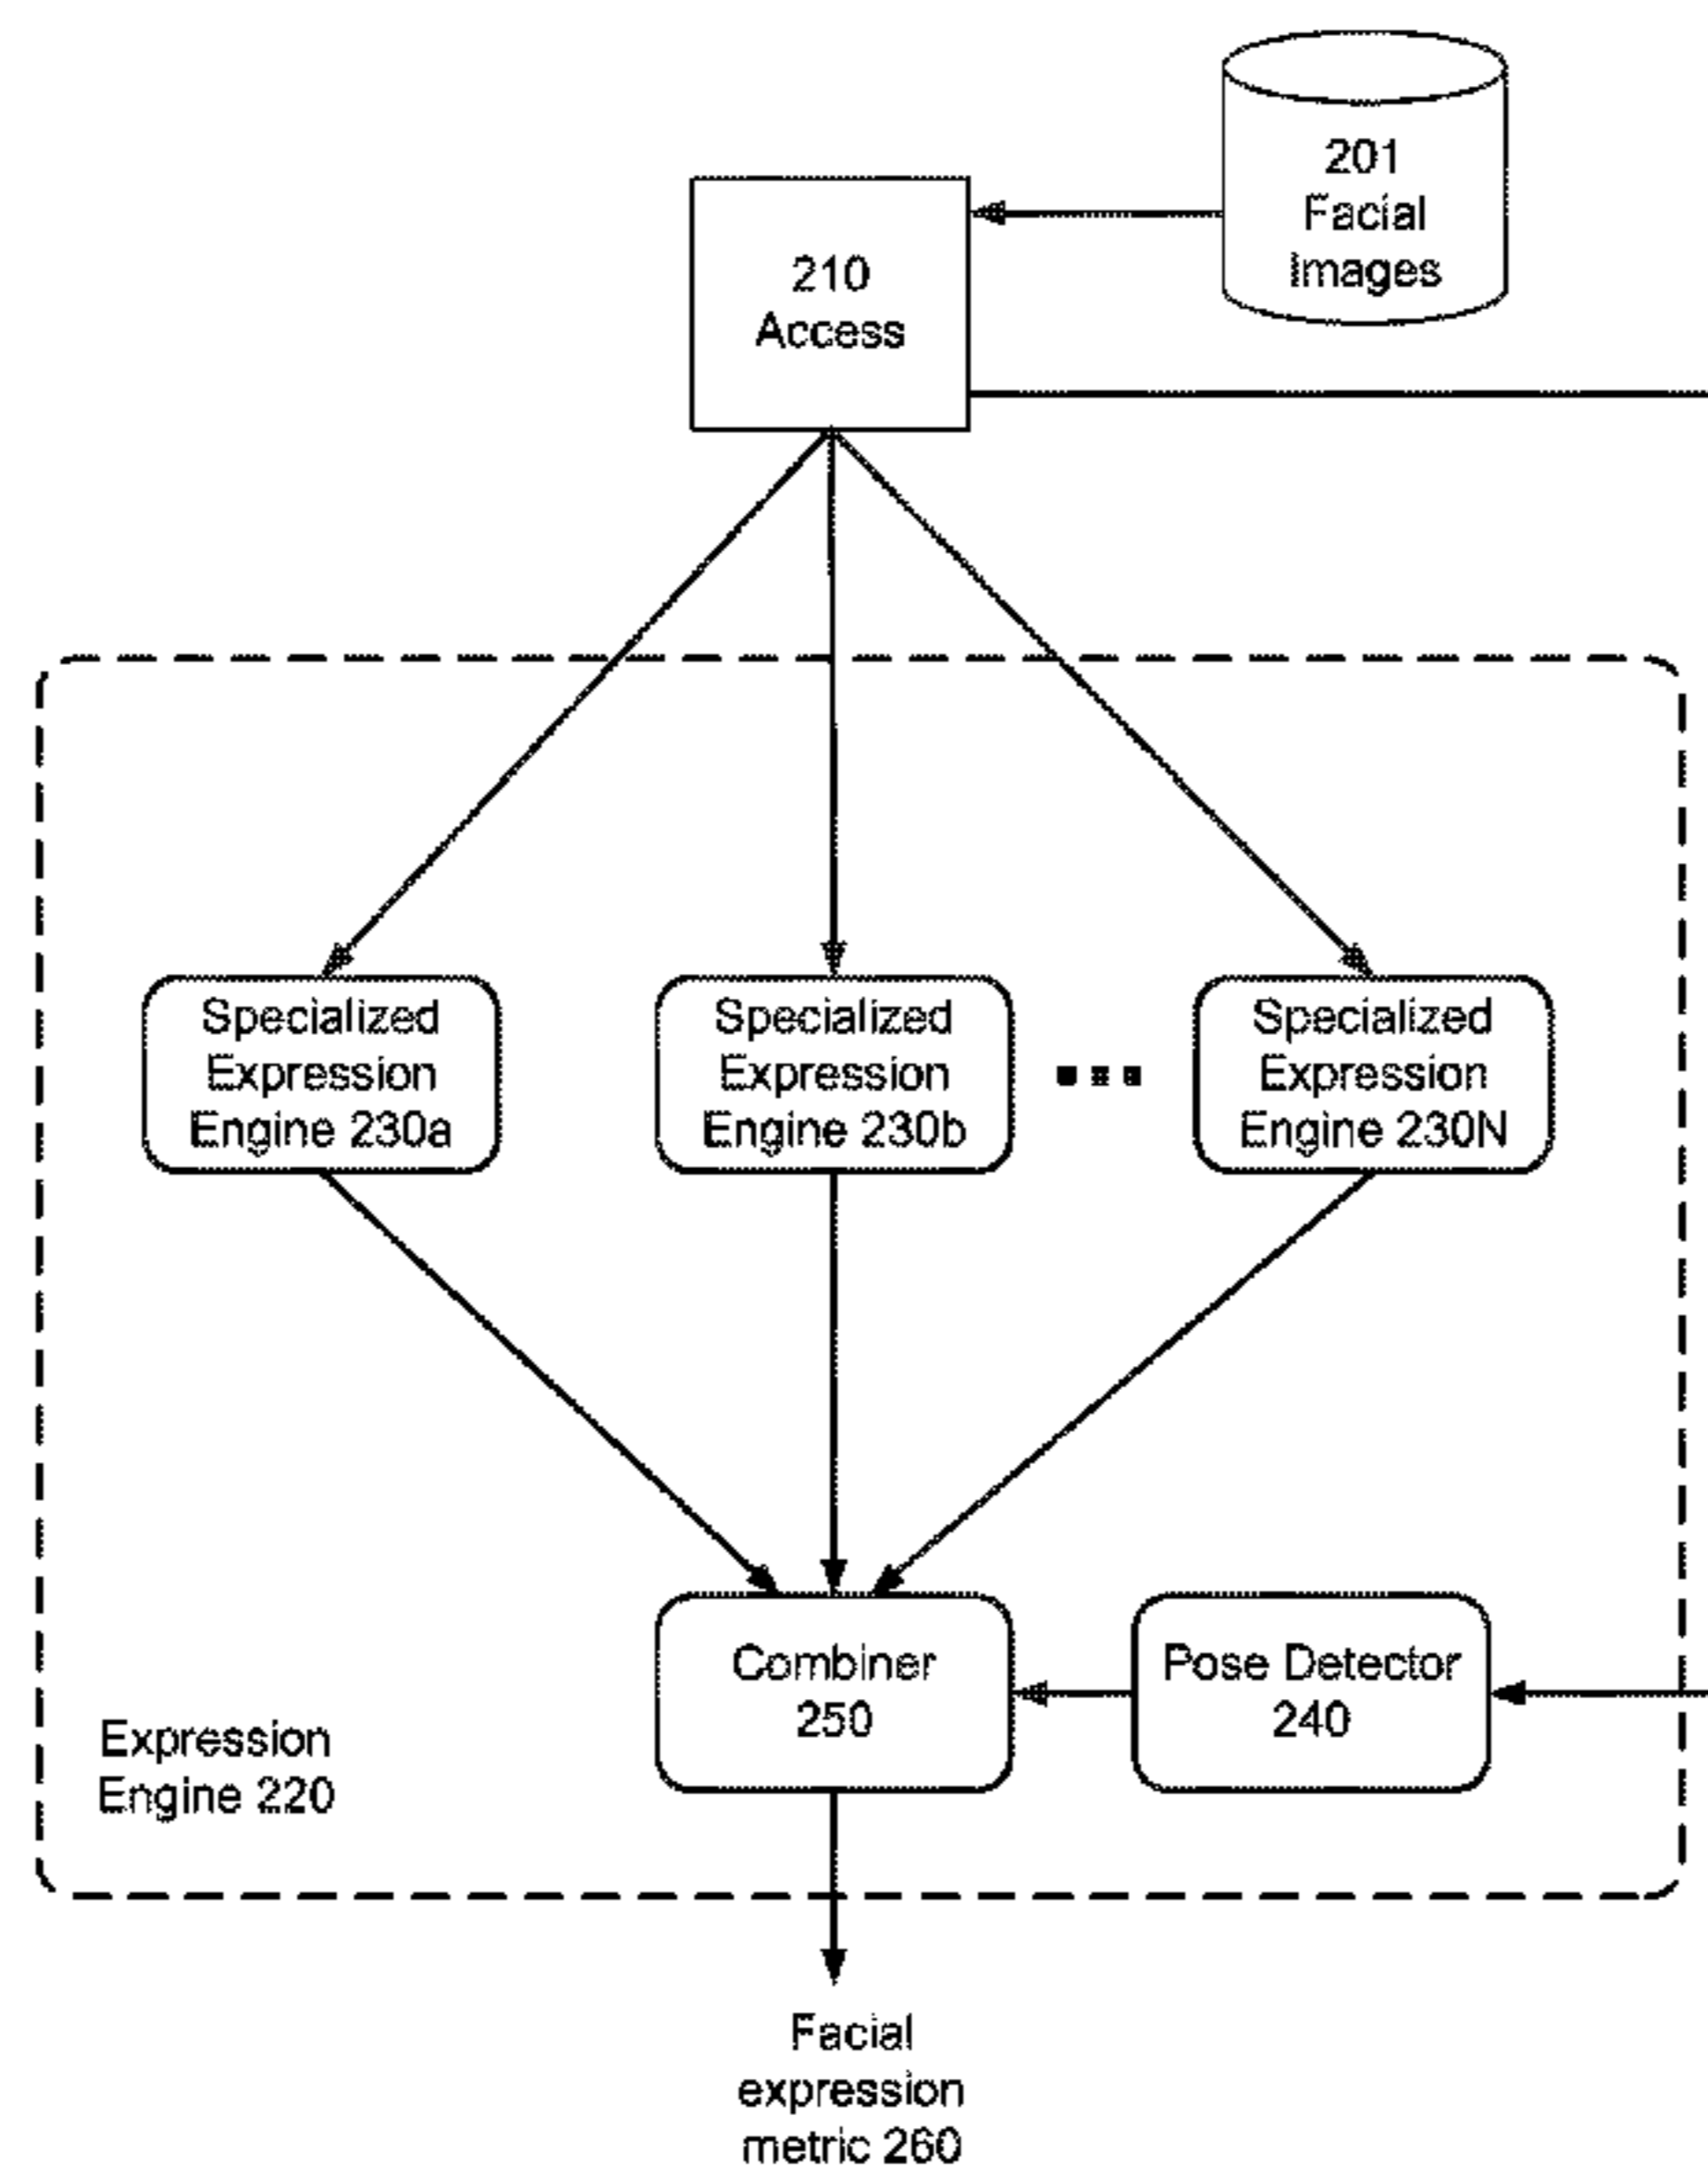 201
Facial
Images
210
Access
Specialized
Expression
Engine 230a
Specialized
Expression
Engine 230b
Specialized
Expression
Engine 230N
Combiner
250
Pose Detector
240
Expression
Engine 220
Facial
expression
metric 260